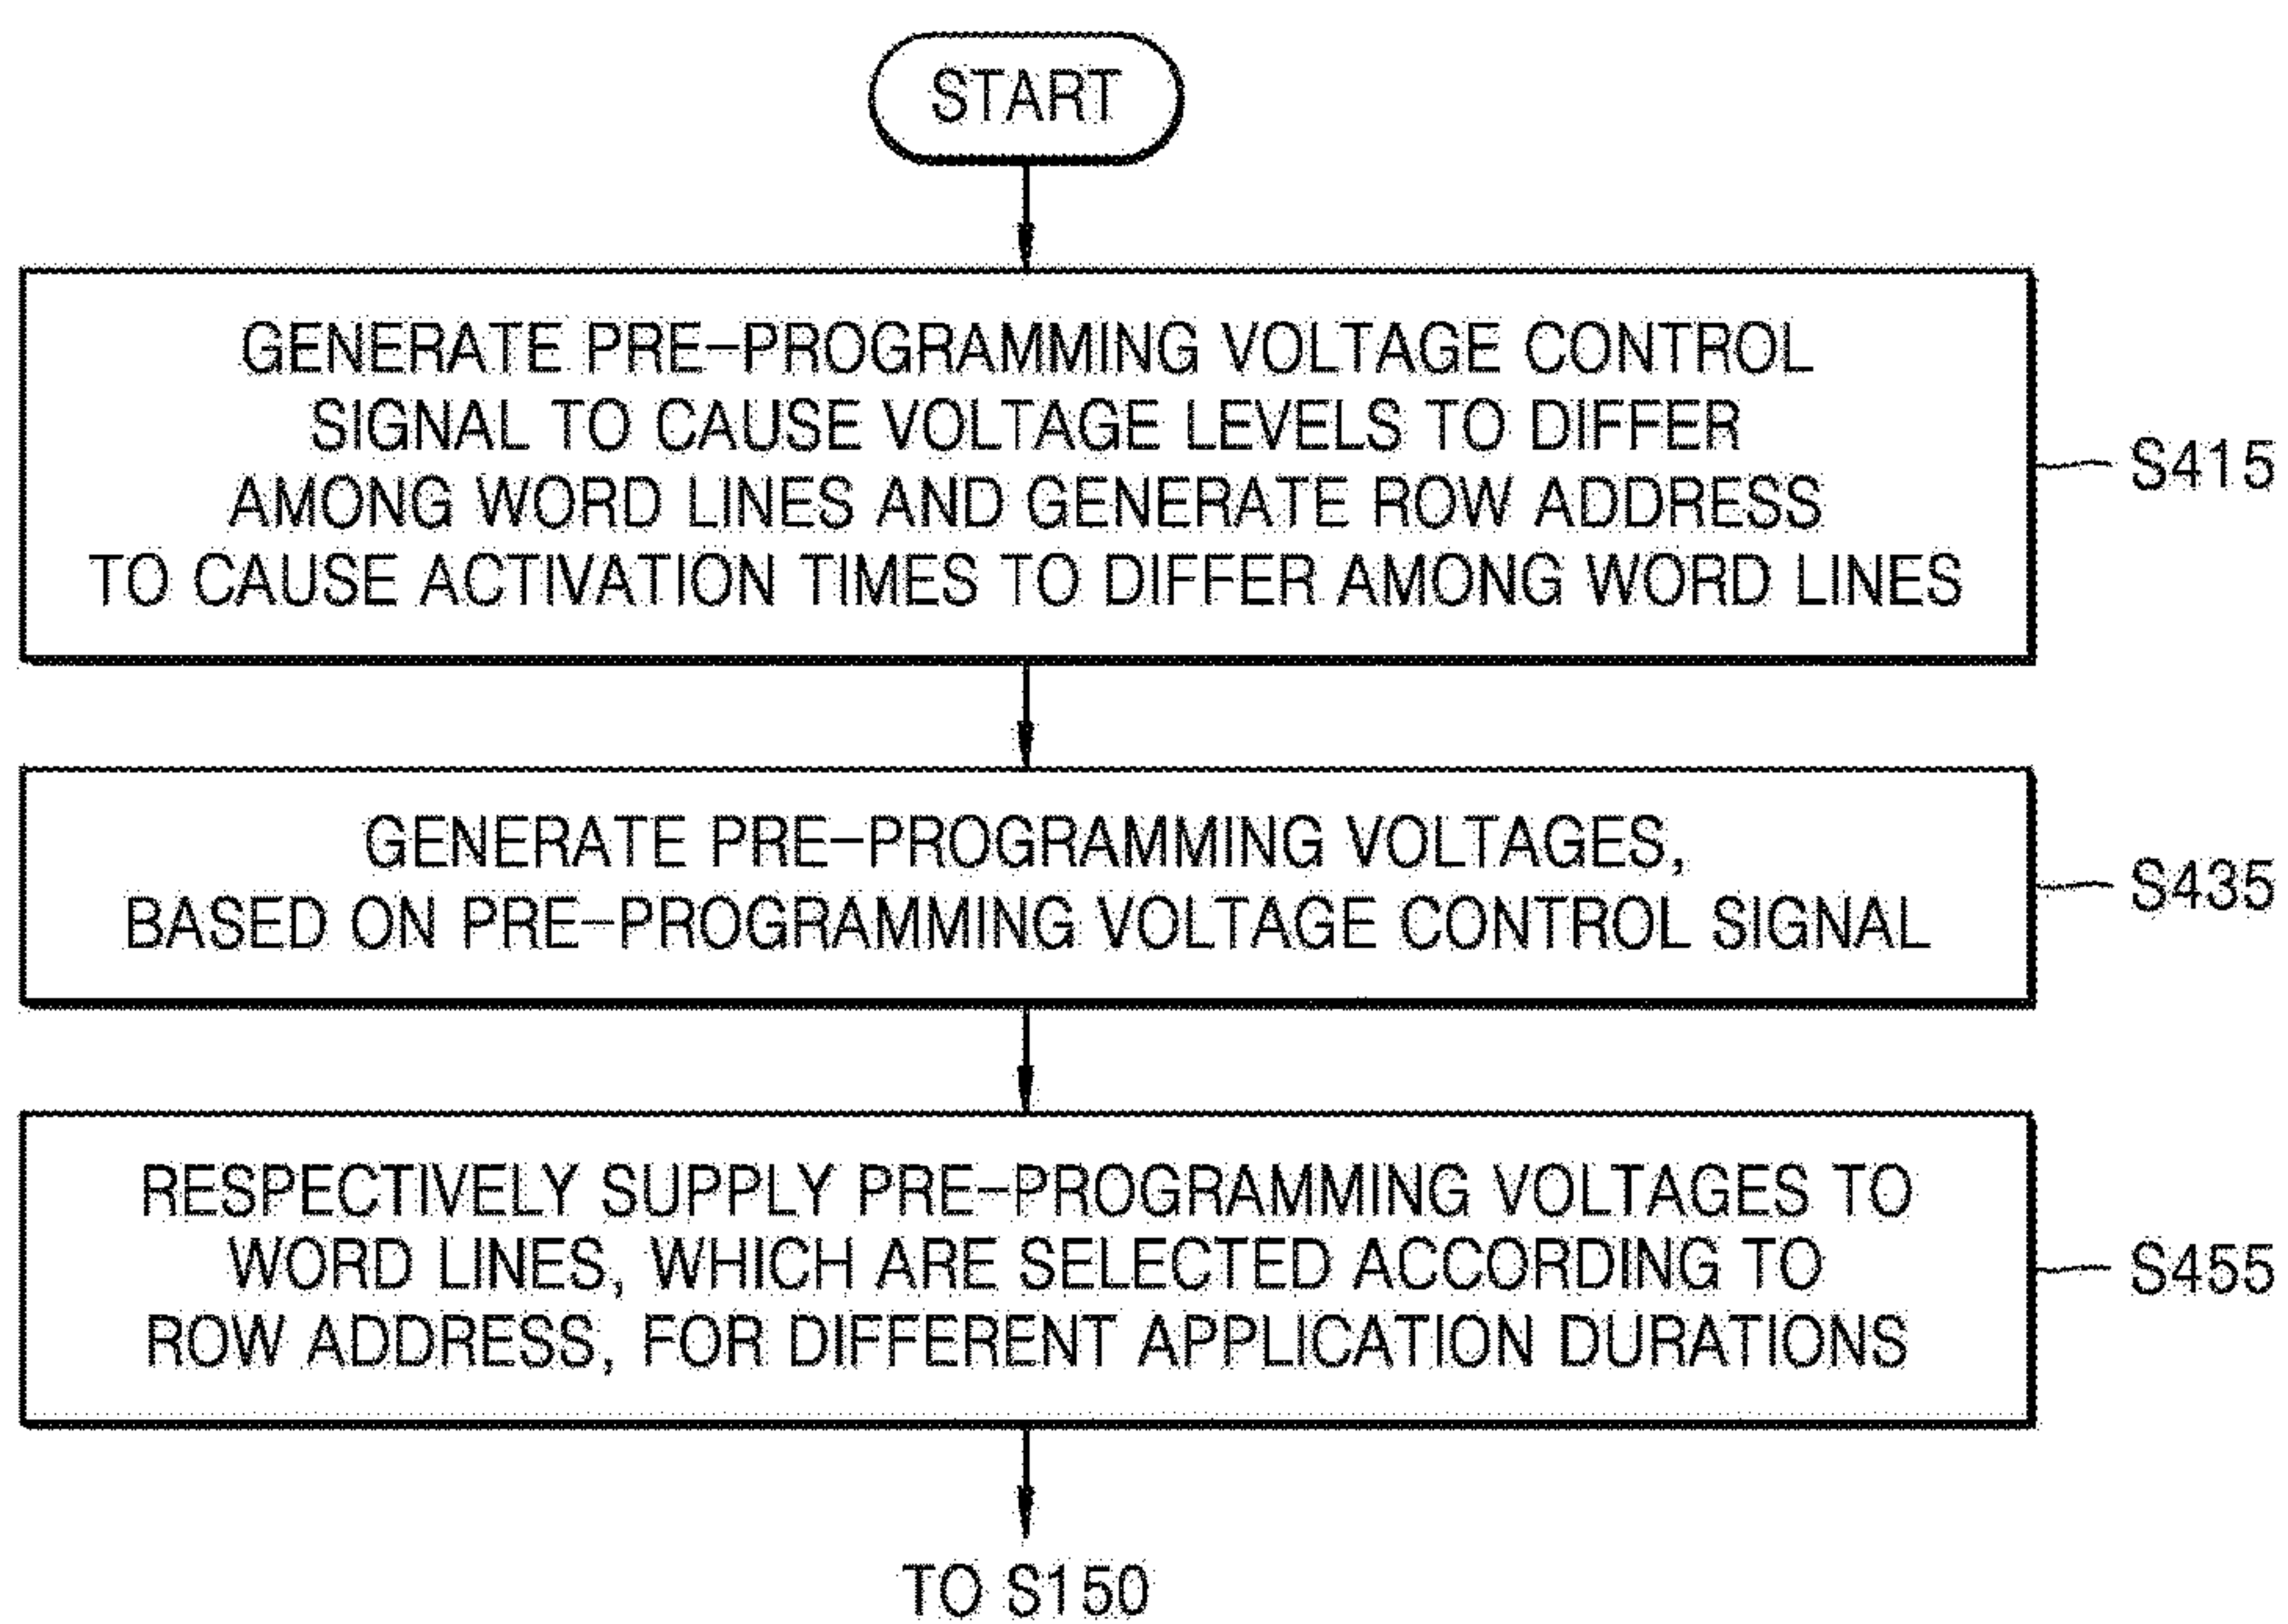 START
GENERATE PRE-PROGRAMMING VOLTAGE CONTROL
SIGNAL TO CAUSE VOLTAGE LEVELS TO DIFFER
AMONG WORD LINES AND GENERATE ROW ADDRESS
TO CAUSE ACTIVATION TIMES TO DIFFER AMONG WORD LINES
S415
GENERATE PRE-PROGRAMMING VOLTAGES,
BASED ON PRE-PROGRAMMING VOLTAGE CONTROL SIGNAL
S435
RESPECTIVELY SUPPLY PRE-PROGRAMMING VOLTAGES TO
WORD LINES, WHICH ARE SELECTED ACCORDING TO
ROW ADDRESS, FOR DIFFERENT APPLICATION DURATIONS
S455
TO S150